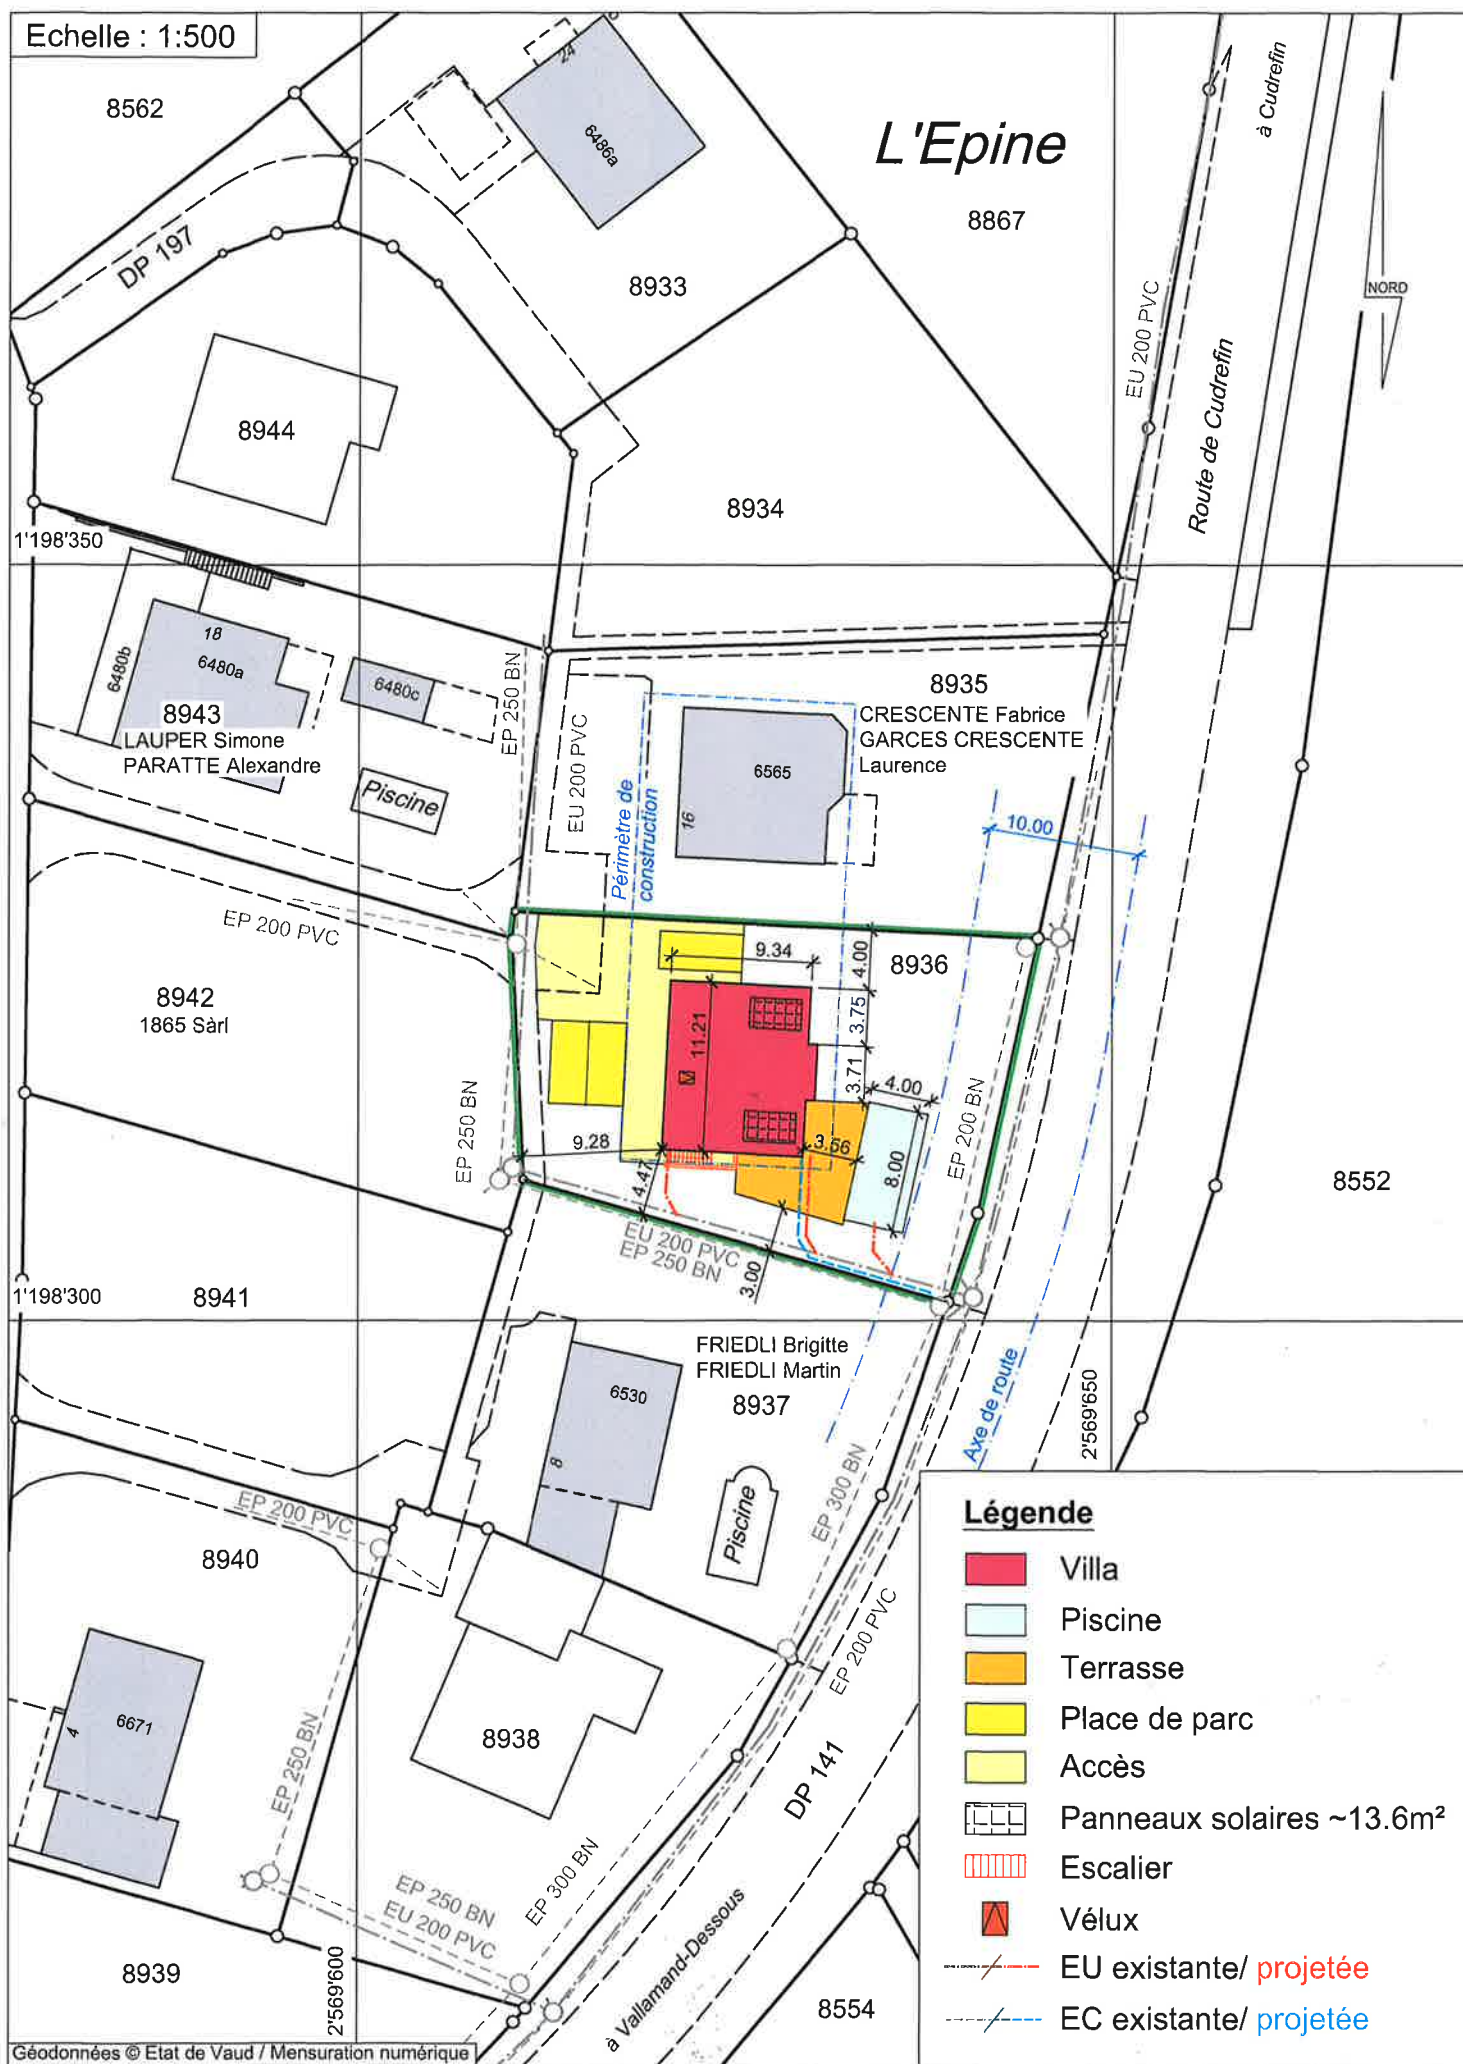 Echelle : 1:500
8562
24
6486a
L'Epine
à Cudrefin
8867
DP 197
8933
NORD
EU 200 PVC
Route de Cudrefin
8944
8934
1'198'350
18
6480b
6480a
6480c
EP 250 BN
8935
8943
LAUPER Simone
PARATTE Alexandre
CRESCENTE Fabrice
GARCES CRESCENTE
Laurence
EU 200 PVC
6565
16
Piscine
Périmètre de
construction
10.00
EP 200 PVC
9.34
4.00
8936
8942
1865 Sàrl
3.75
11.21
3.71
4.00
EP 250 BN
EP 200 BN
9.28
3.56
8.00
4.47
8552
EU 200 PVC
EP 250 BN
3.00
1'198'300
8941
FRIEDLI Brigitte
FRIEDLI Martin
8937
6530
8
Axe de route
2'569'650
Piscine
EP 300 BN
EP 200 PVC
8940
EP 200 PVC
6671
4
EP 250 BN
8938
DP 141
EP 300 BN
EP 250 BN
EU 200 PVC
8939
2'569'600
à Vallamand-Dessous
8554
Légende
Villa
Piscine
Terrasse
Place de parc
Accès
Panneaux solaires ~13.6m²
Escalier
Vélux
EU existante/ projetée
EC existante/ projetée
Géodonnées © Etat de Vaud / Mensuration numérique